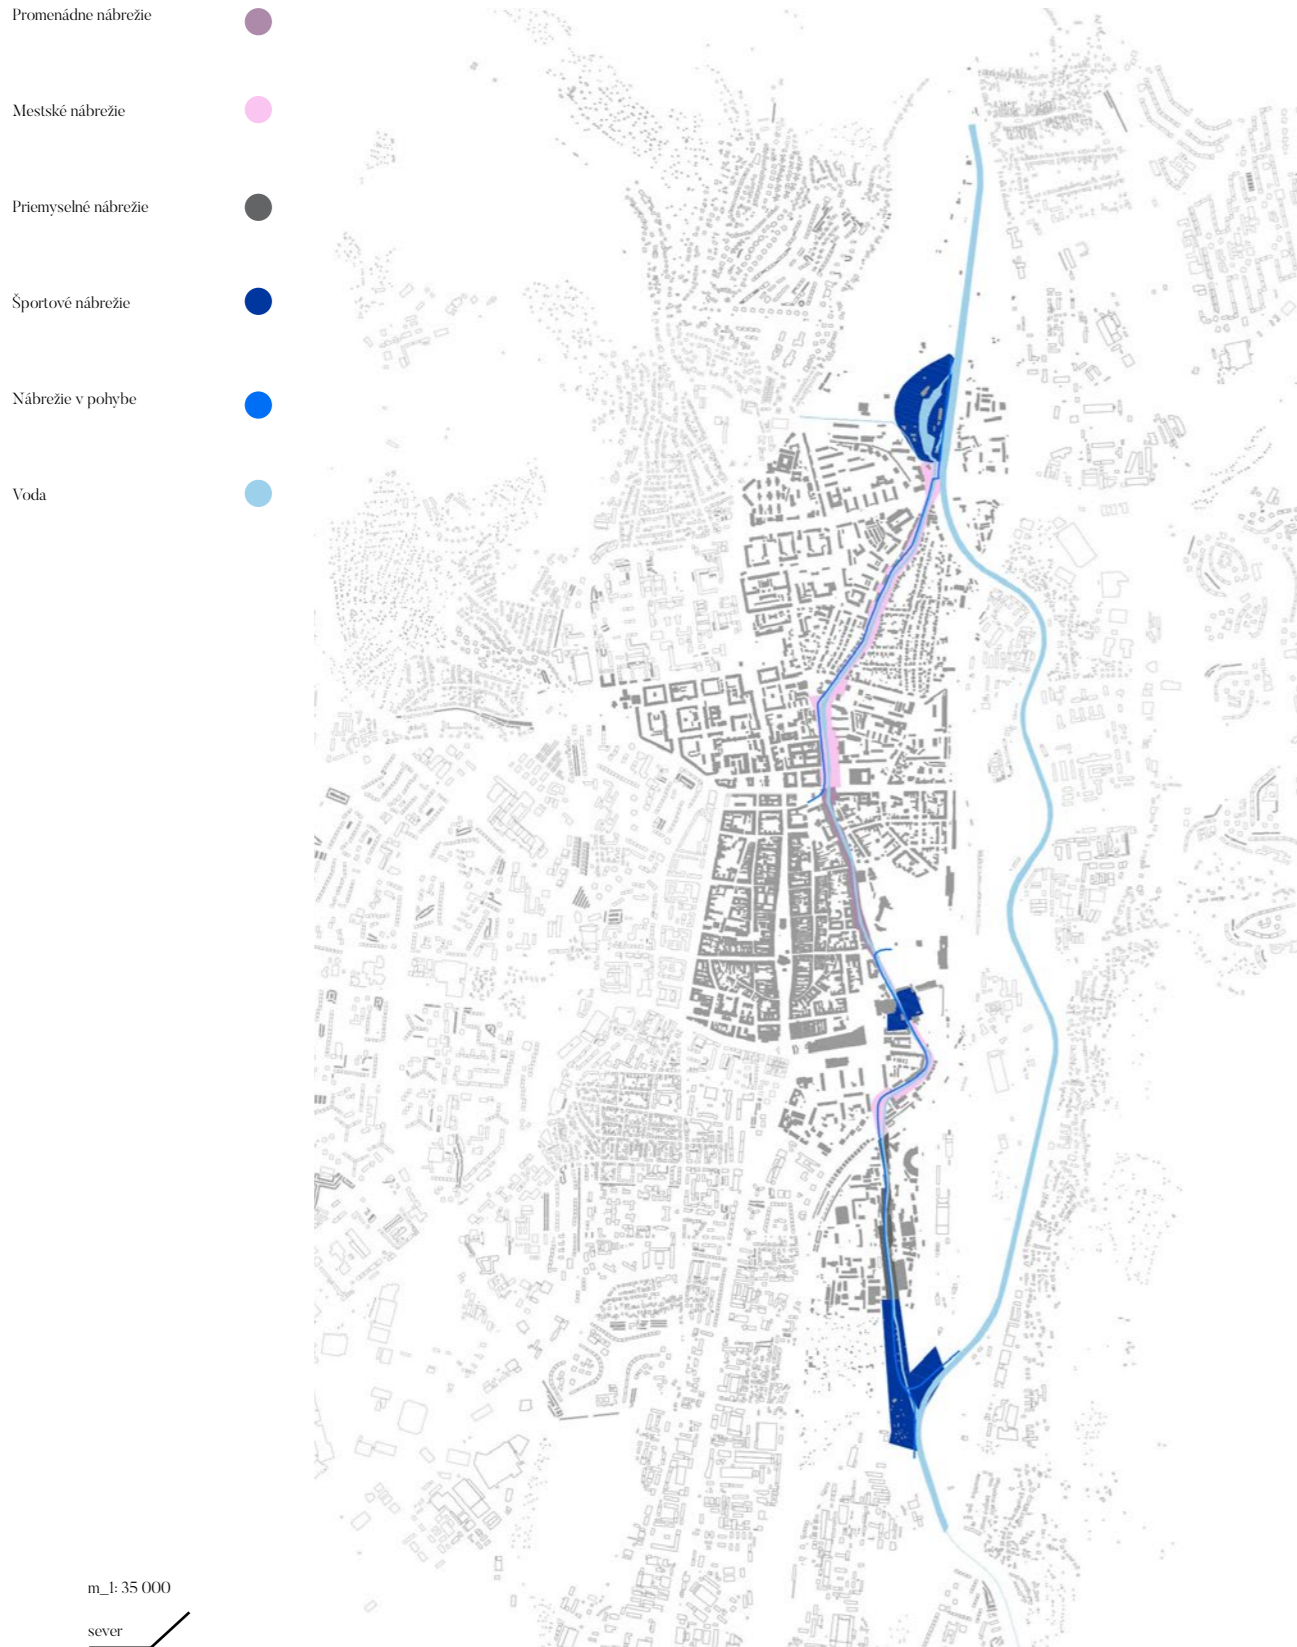 Promenádne nábrežie
Mestské nábrežie
Priemyselné nábrežie
Športové nábrežie
Nábrežie v pohybe
Voda
m_1: 35 000
sever